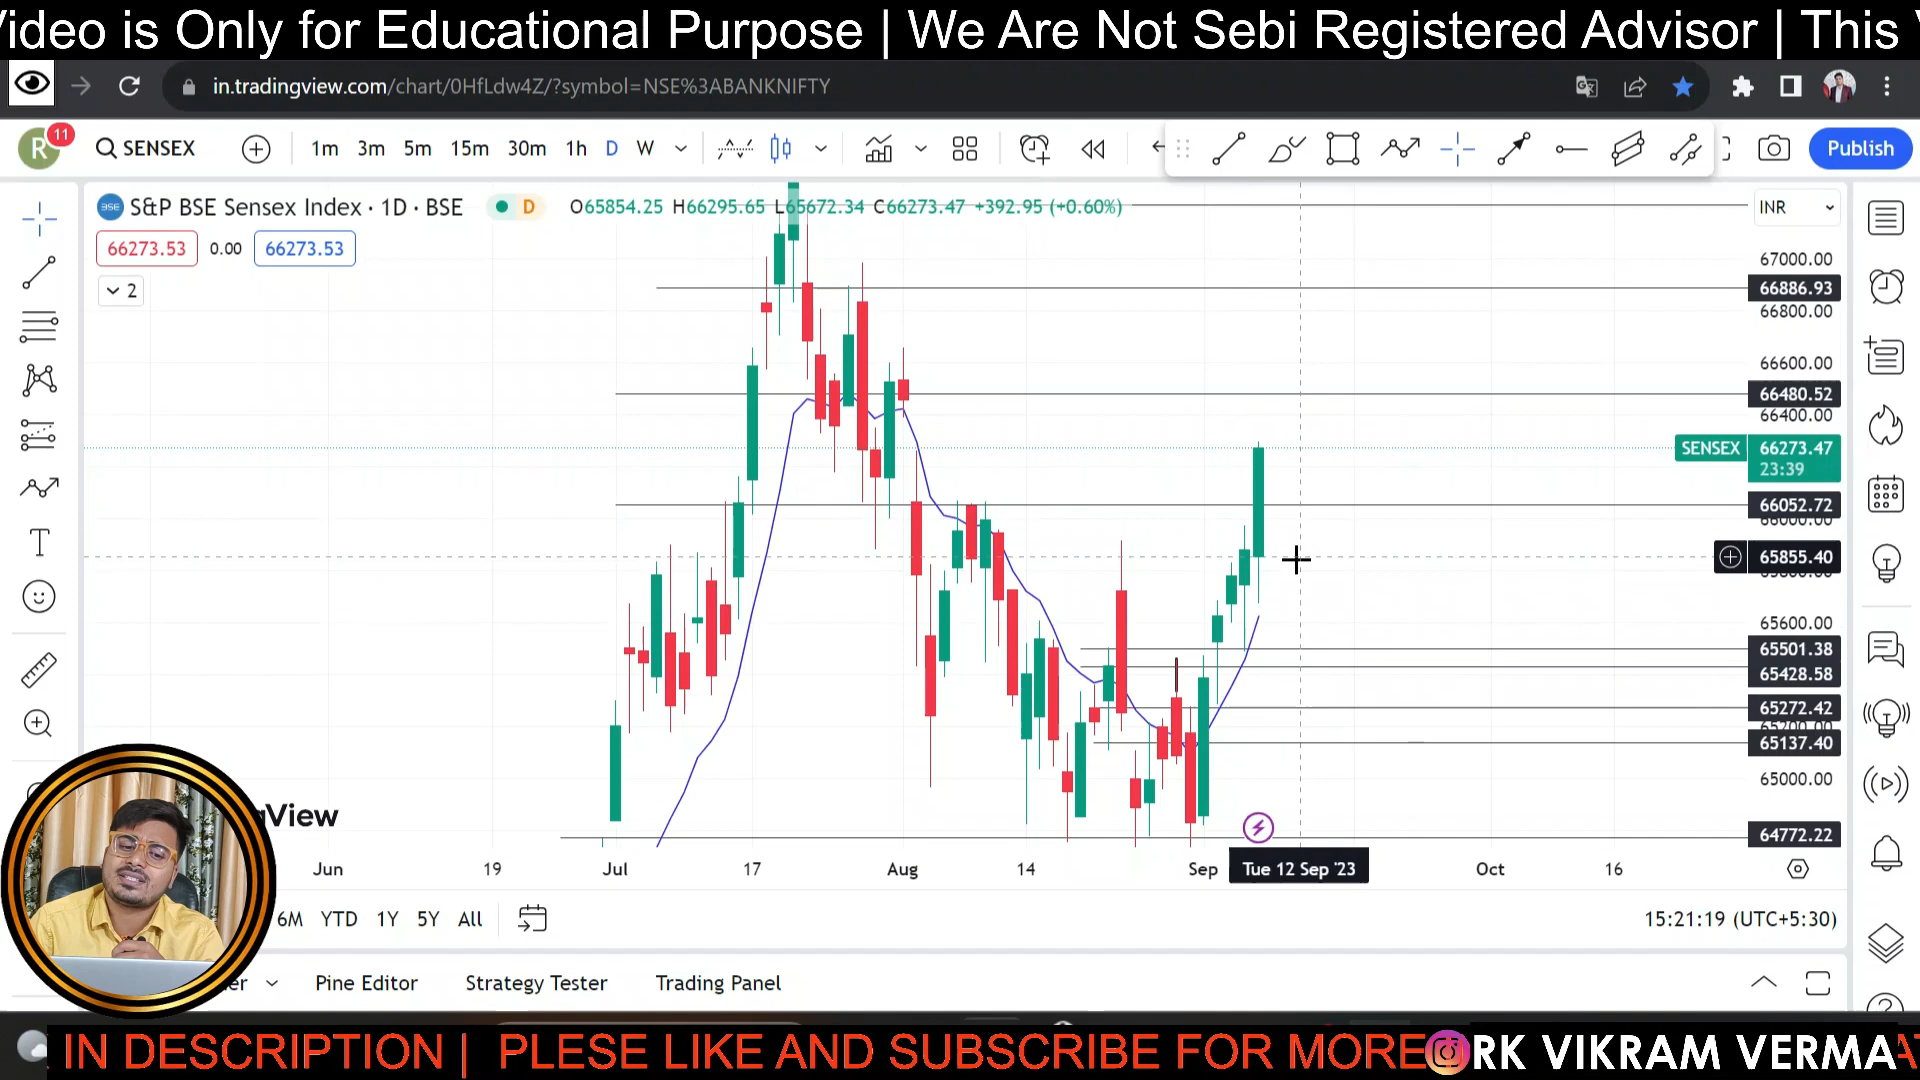 Video is Only for Educational Purpose | We Are Not Sebi Registered Advisor | This
in.tradingview.com/chart/0HfLdw4Z/?symbol=NSE%3ABANKNIFTY
R 11 SENSEX 1m 3m 5m 15m 30m 1h D W Publish
S&P BSE Sensex Index · 1D · BSE D O65854.25 H66295.65 L65672.34 C66273.47 +392.95 (+0.60%) INR
66273.53 0.00 66273.53
2
67000.00
66886.93
66800.00
66600.00
66480.52
66400.00
SENSEX 66273.47
23:39
66052.72
66000.00
65855.40
65600.00
65501.38
65428.58
65272.42
65137.40
65000.00
View
64772.22
Jun 19 Jul 17 Aug 14 Sep Tue 12 Sep '23 Oct 16
6M YTD 1Y 5Y All 15:21:19 (UTC+5:30)
er Pine Editor Strategy Tester Trading Panel
IN DESCRIPTION | PLESE LIKE AND SUBSCRIBE FOR MORE RK VIKRAM VERMA